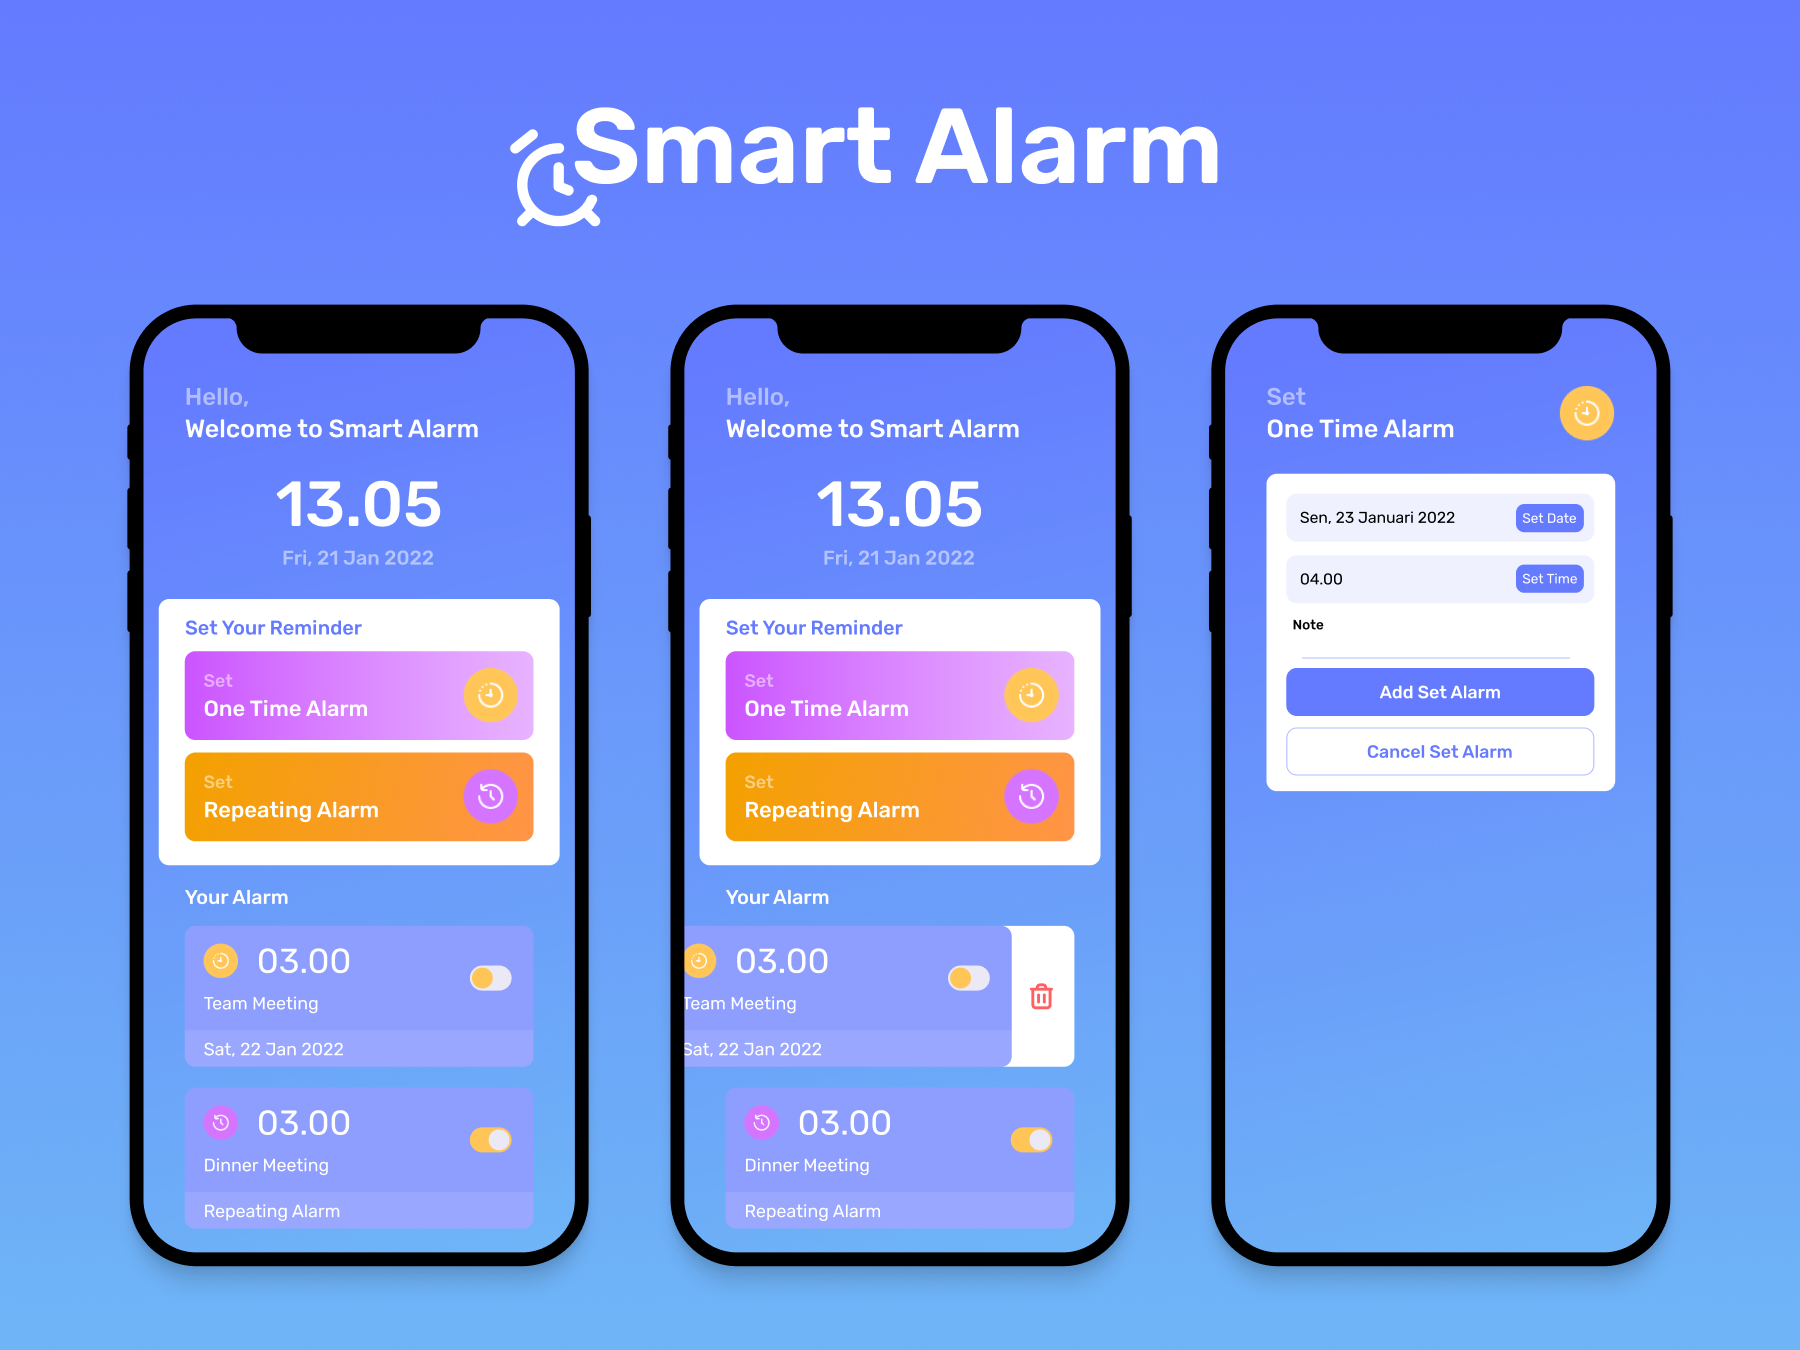 Smart Alarm
Hello,
Welcome to Smart Alarm
13.05
Fri, 21 Jan 2022
Set Your Reminder
Set
One Time Alarm
Set
Repeating Alarm
Your Alarm
03.00
Team Meeting
Sat, 22 Jan 2022
03.00
Dinner Meeting
Repeating Alarm
Hello,
Welcome to Smart Alarm
13.05
Fri, 21 Jan 2022
Set Your Reminder
Set
One Time Alarm
Set
Repeating Alarm
Your Alarm
03.00
Team Meeting
Sat, 22 Jan 2022
03.00
Dinner Meeting
Repeating Alarm
Set
One Time Alarm
Sen, 23 Januari 2022 Set Date
04.00 Set Time
Note
Add Set Alarm
Cancel Set Alarm